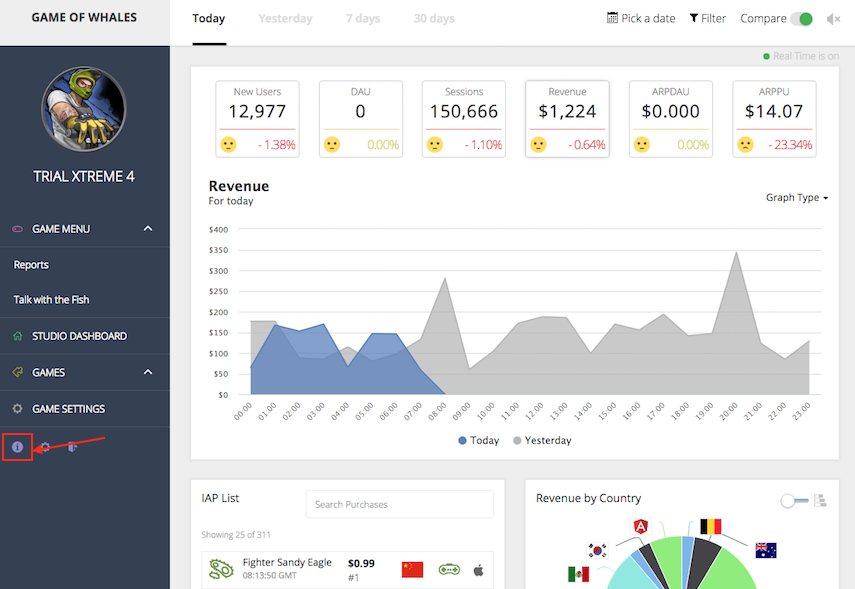 GAME OF WHALES
Today Yesterday 7 days 30 days Pick a date Filter Compare
Real Time is on
TRIAL XTREME 4
GAME MENU
Reports
Talk with the Fish
STUDIO DASHBOARD
GAMES
GAME SETTINGS
New Users DAU Sessions Revenue ARPDAU ARPPU
12,977 0 150,666 $1,224 $0.000 $14.07
- 1.38% 0.00% - 1.10% - 0.64% 0.00% - 23.34%
Revenue
For today
Graph Type
$400
$350
$300
$250
$200
$150
$100
$50
$0
00:00 01:00 02:00 03:00 04:00 05:00 06:00 07:00 08:00 09:00 10:00 11:00 12:00 13:00 14:00 15:00 16:00 17:00 18:00 19:00 20:00 21:00 22:00 23:00
Today Yesterday
IAP List
Search Purchases
Showing 25 of 311
Fighter Sandy Eagle $0.99
08:13:50 GMT #1
Revenue by Country